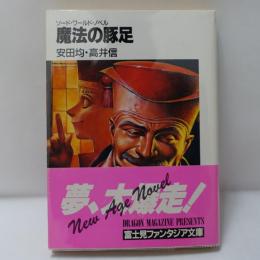 ソード・ワールド・ノベル
魔法の豚足
安田均・高井信
夢、大暴走!
New Age Novel
DRAGON MAGAZINE PRESENTS
富士見ファンタジア文庫